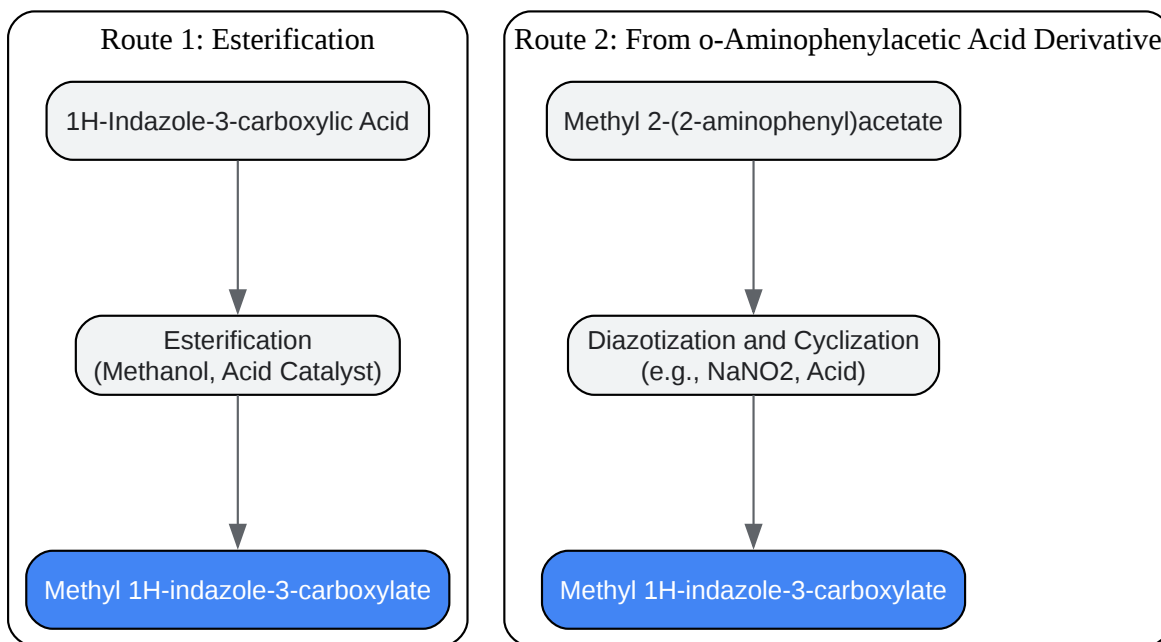 Route 1: Esterification
1H-Indazole-3-carboxylic Acid
Esterification
(Methanol, Acid Catalyst)
Methyl 1H-indazole-3-carboxylate
Route 2: From o-Aminophenylacetic Acid Derivative
Methyl 2-(2-aminophenyl)acetate
Diazotization and Cyclization
(e.g., NaNO2, Acid)
Methyl 1H-indazole-3-carboxylate